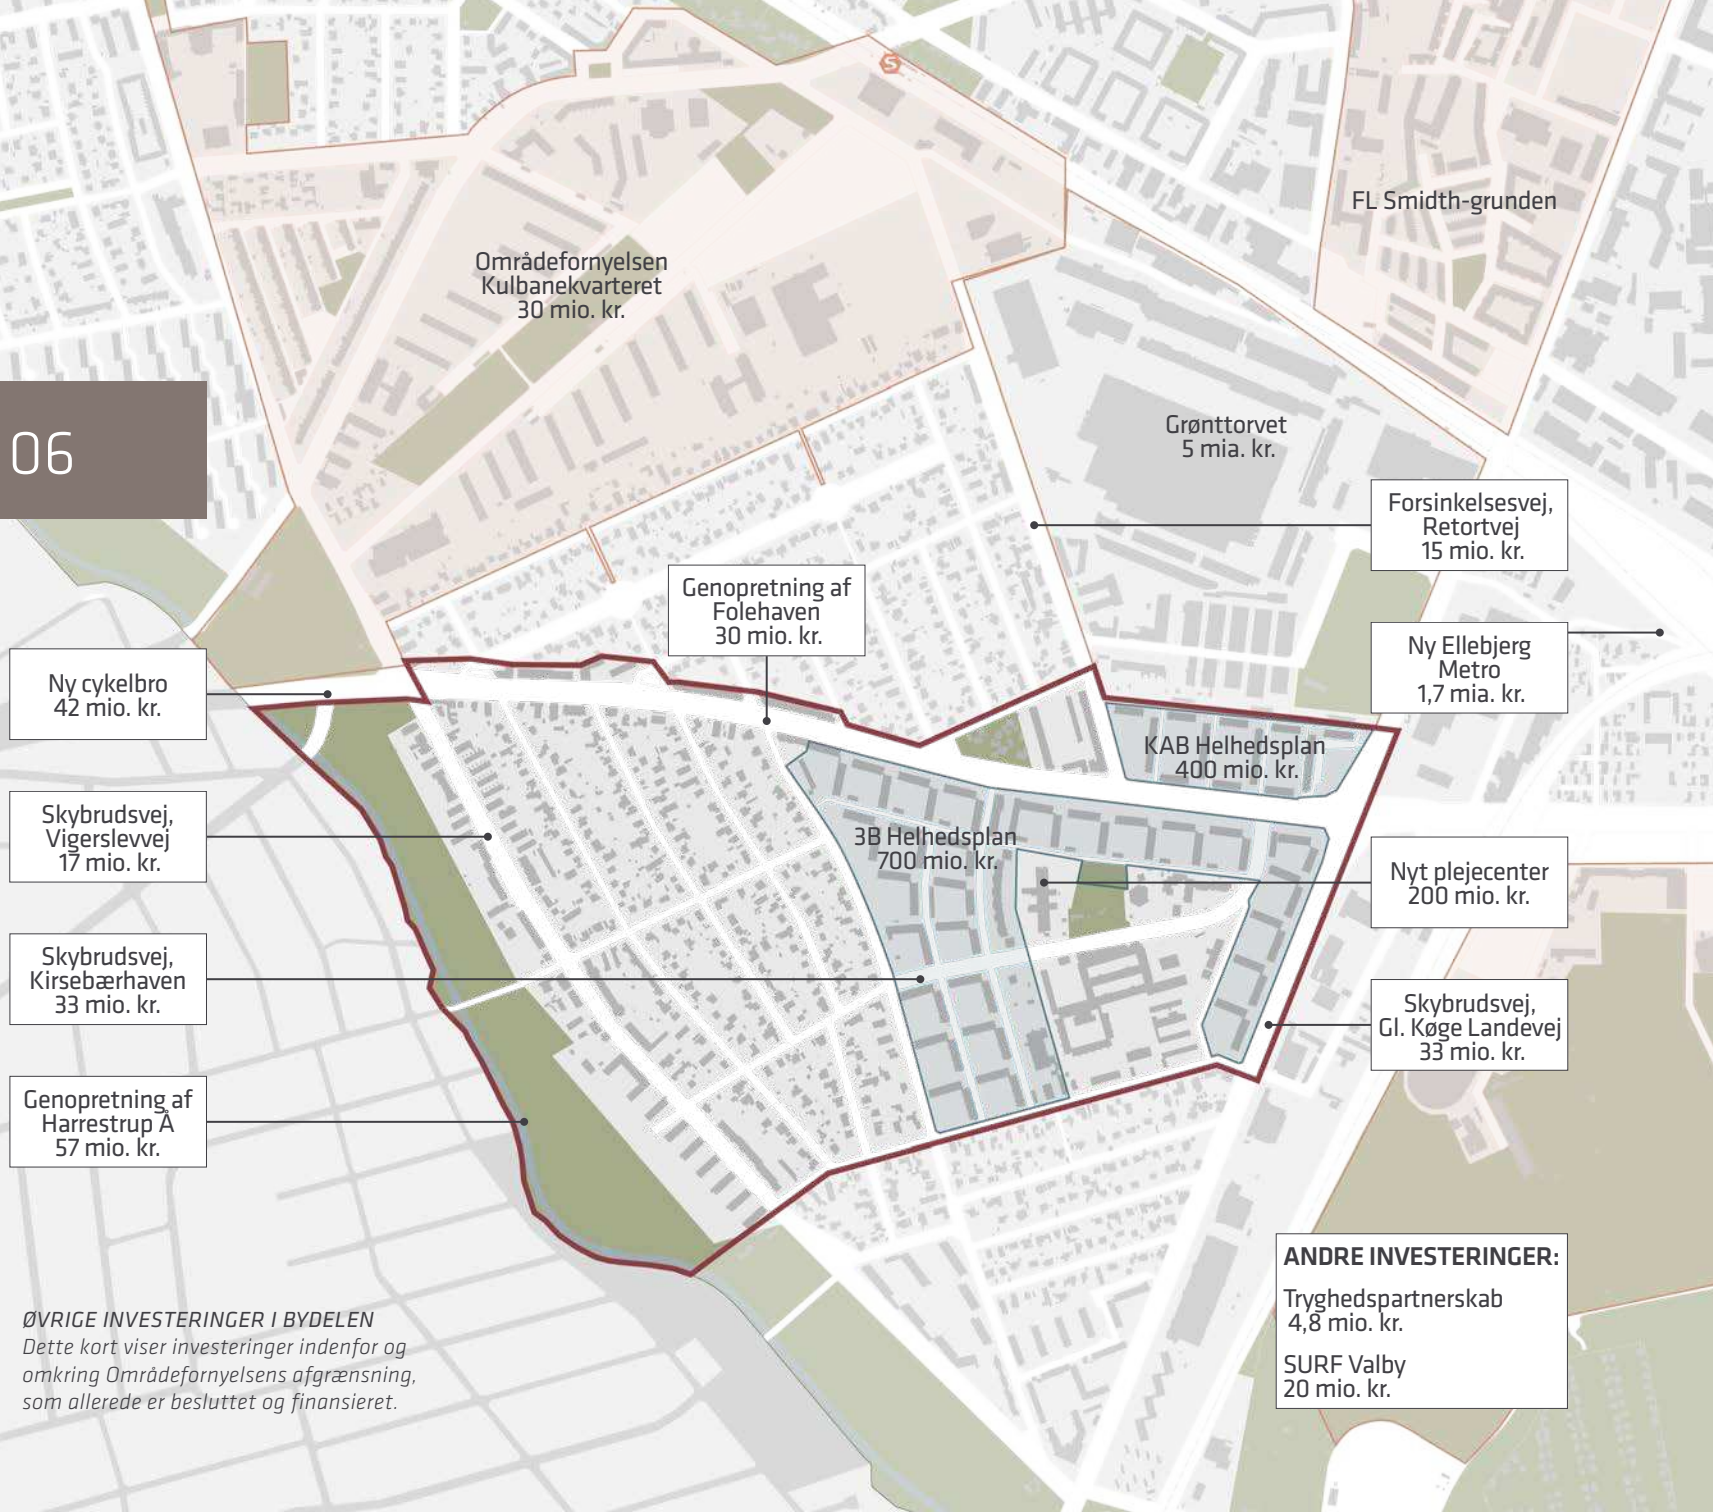 S
FL Smidth-grunden
Områdefornyelsen
Kulbanekvarteret
30 mio. kr.
06
Grønttorvet
5 mia. kr.
Forsinkelsesvej,
Retortvej
15 mio. kr.
Genopretning af
Folehaven
30 mio. kr.
Ny Ellebjerg
Metro
1,7 mia. kr.
Ny cykelbro
42 mio. kr.
KAB Helhedsplan
400 mio. kr.
Skybrudsvej,
Vigerslevvej
17 mio. kr.
3B Helhedsplan
700 mio. kr.
Nyt plejecenter
200 mio. kr.
Skybrudsvej,
Kirsebærhaven
33 mio. kr.
Skybrudsvej,
Gl. Køge Landevej
33 mio. kr.
Genopretning af
Harrestrup Å
57 mio. kr.
ANDRE INVESTERINGER:
Tryghedspartnerskab
4,8 mio. kr.
SURF Valby
20 mio. kr.
ØVRIGE INVESTERINGER I BYDELEN
Dette kort viser investeringer indenfor og
omkring Områdefornyelsens afgrænsning,
som allerede er besluttet og finansieret.